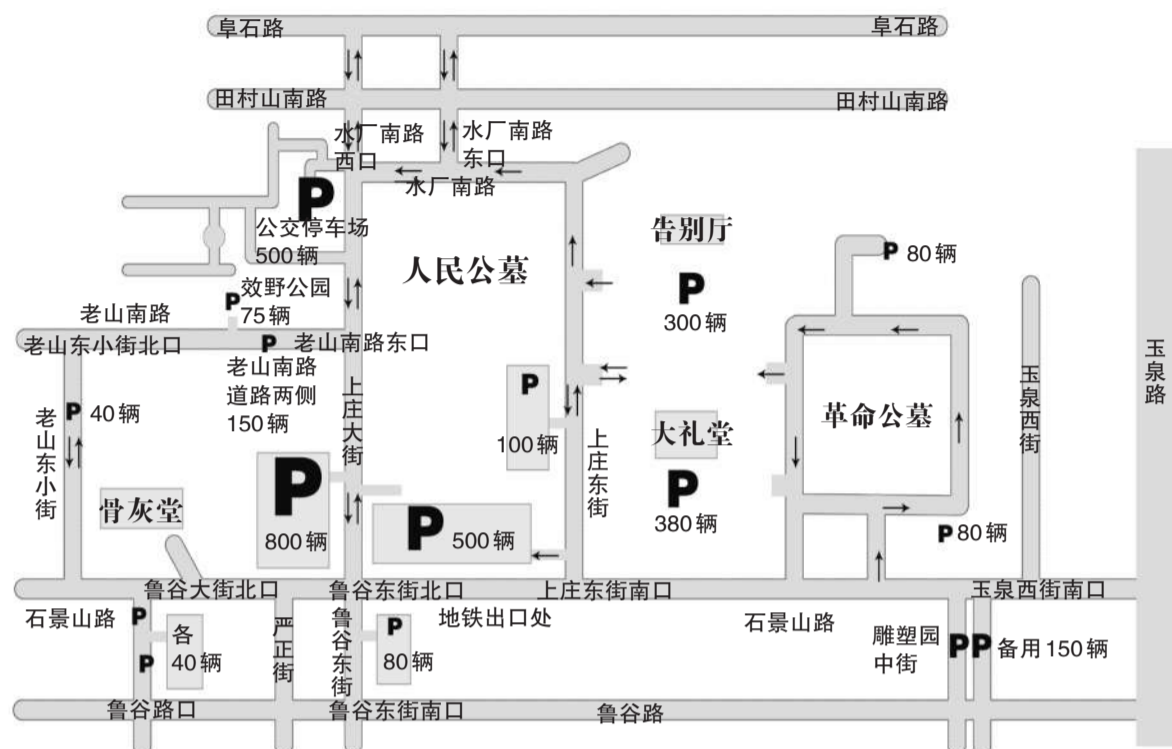 阜石路
阜石路
田村山南路
田村山南路
水厂南路
西口
水厂南路
东口
水厂南路
P
公交停车场
500辆
告别厅
P
300辆
人民公墓
P 80辆
P 效野公园
75辆
老山南路
老山东小街北口
P
老山南路东口
老山南路
道路两侧
150辆
上庄大街
P
100辆
上庄东街
大礼堂
P
380辆
革命公墓
玉泉西街
玉泉路
P 40辆
老山东小街
骨灰堂
P
800辆
P 500辆
P 80辆
鲁谷大街北口
鲁谷东街北口
上庄东街南口
玉泉西街南口
石景山路
P
各
40辆
P
严正街
鲁谷东街
P
80辆
地铁出口处
石景山路
雕塑园
中街
P P 备用150辆
鲁谷路口
鲁谷东街南口
鲁谷路